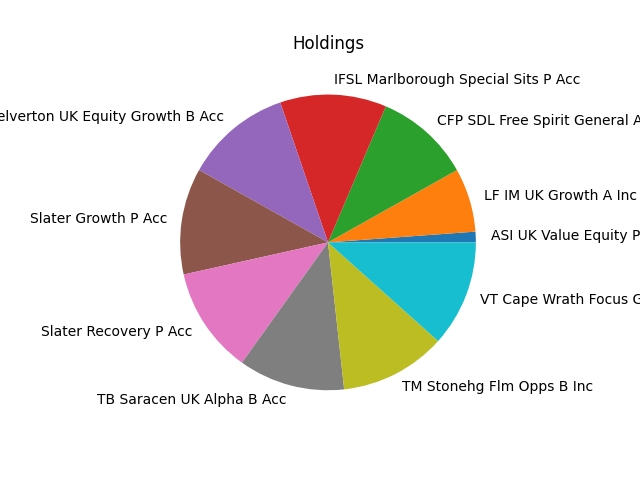 Holdings
IFSL Marlborough Special Sits P Acc
elverton UK Equity Growth B Acc
CFP SDL Free Spirit General A
LF IM UK Growth A Inc
Slater Growth P Acc
ASI UK Value Equity P
VT Cape Wrath Focus G
Slater Recovery P Acc
TM Stonehg Flm Opps B Inc
TB Saracen UK Alpha B Acc